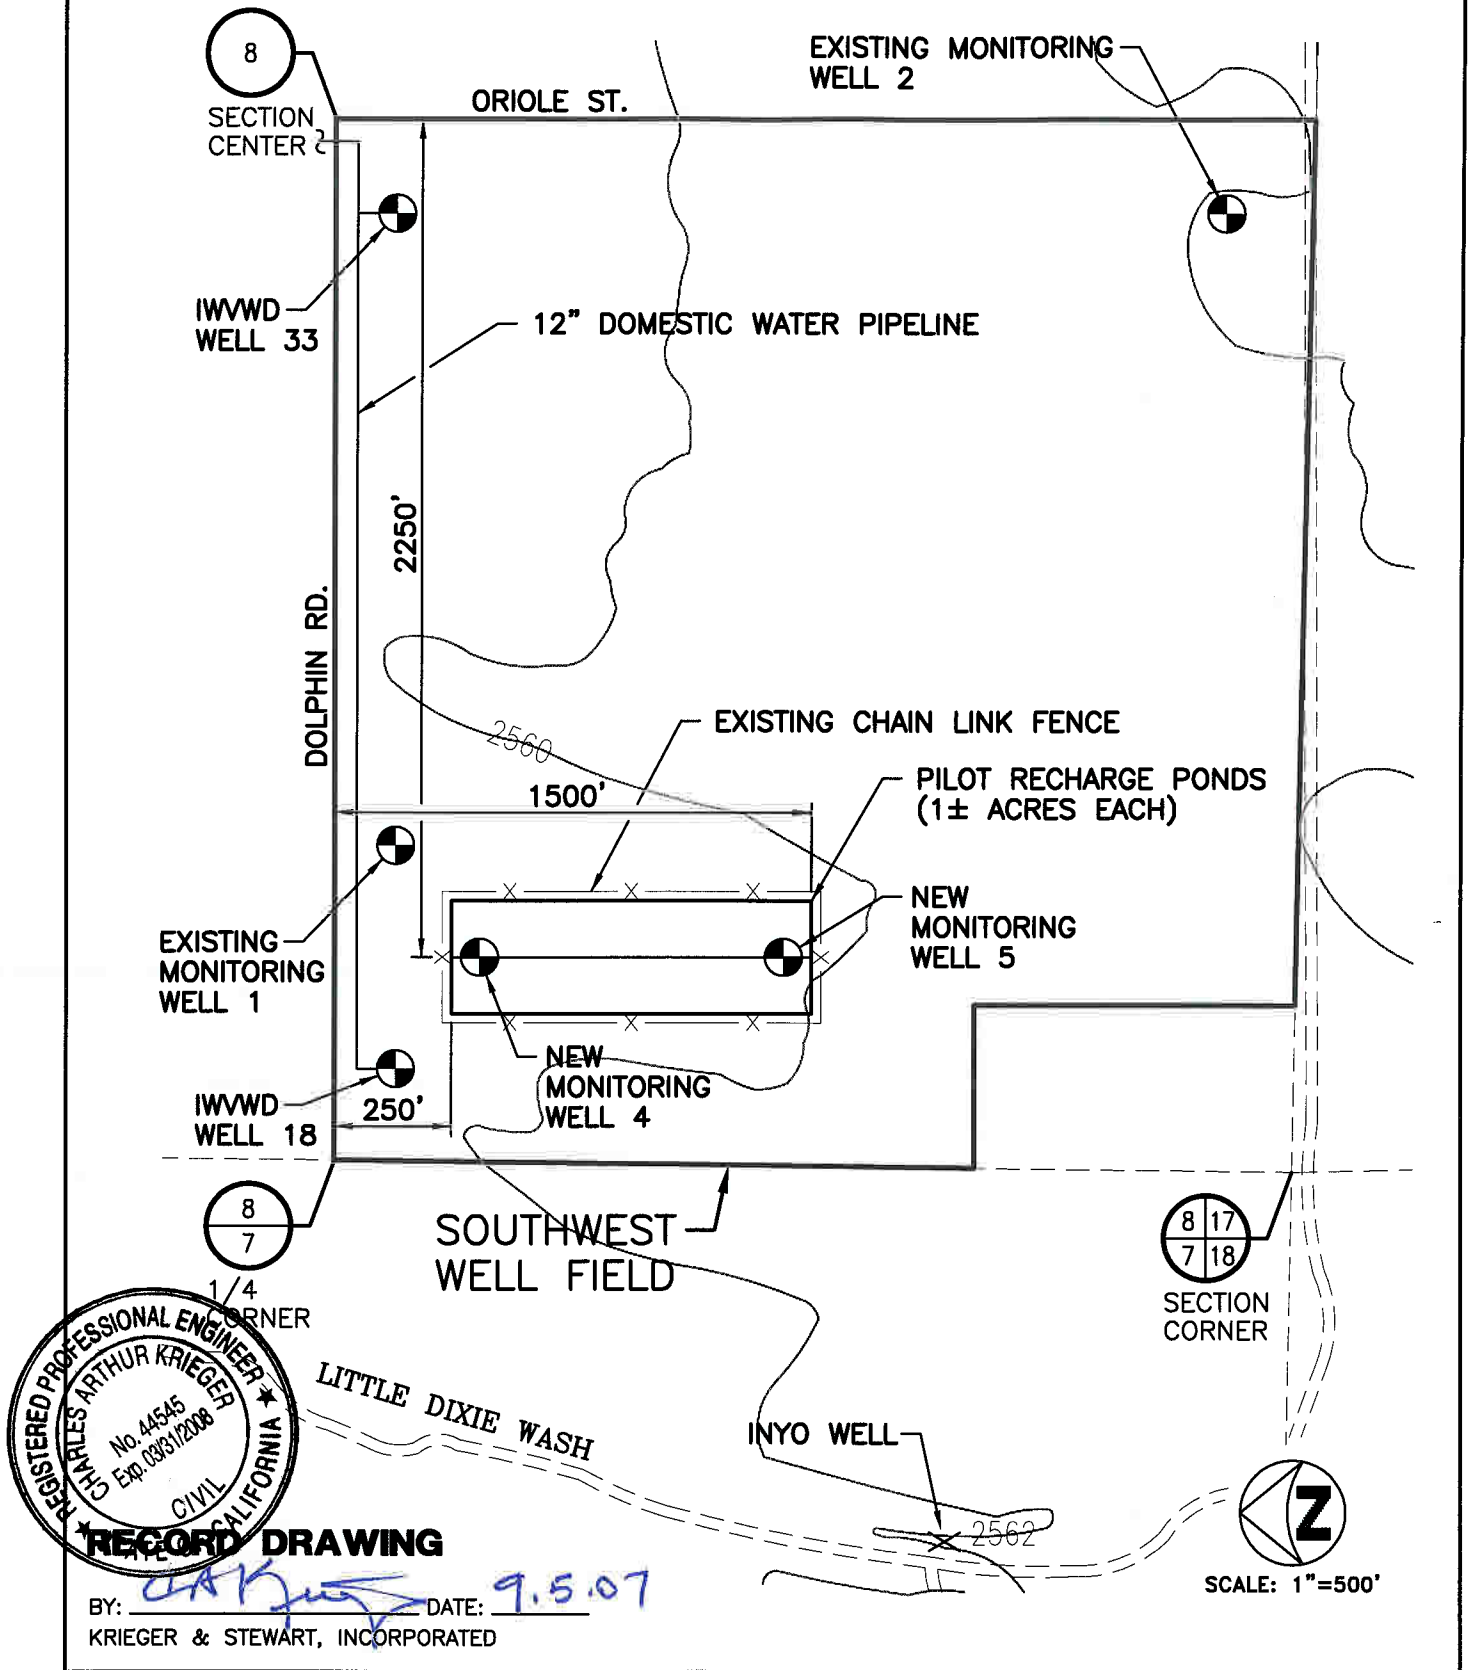 8
SECTION
CENTER
ORIOLE ST.
EXISTING MONITORING
WELL 2
IWVWD
WELL 33
12" DOMESTIC WATER PIPELINE
2250'
DOLPHIN RD.
2560
EXISTING CHAIN LINK FENCE
1500'
PILOT RECHARGE PONDS
(1± ACRES EACH)
EXISTING
MONITORING
WELL 1
NEW
MONITORING
WELL 5
NEW
MONITORING
WELL 4
IWVWD
WELL 18
250'
8
7
1/4
CORNER
SOUTHWEST
WELL FIELD
8 17
7 18
SECTION
CORNER
REGISTERED PROFESSIONAL ENGINEER
CHARLES ARTHUR KRIEGER
No. 44545
Exp. 03/31/2008
CIVIL
STATE OF CALIFORNIA
LITTLE DIXIE WASH
INYO WELL
2562
Z
SCALE: 1"=500'
RECORD DRAWING
BY: DATE: 9.5.07
KRIEGER & STEWART, INCORPORATED